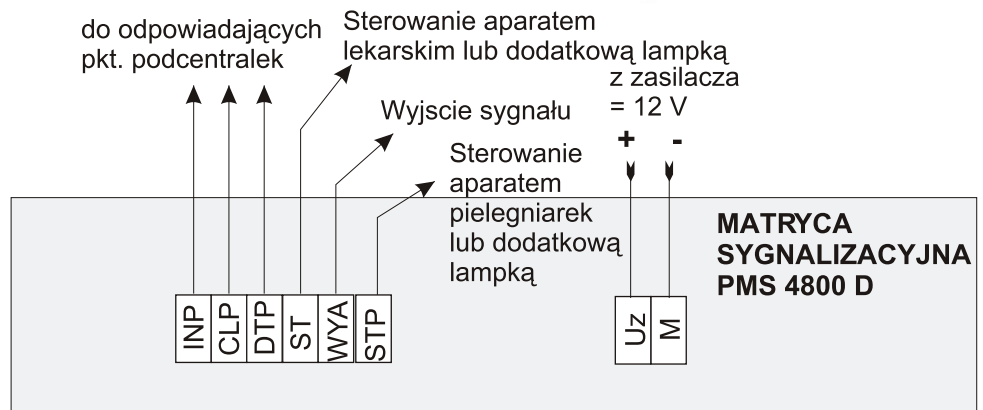 do odpowiadających
pkt. podcentralek
Sterowanie aparatem
lekarskim lub dodatkową lampką
z zasilacza
= 12 V
+ -
Wyjscie sygnału
Sterowanie
aparatem
pielegniarek
lub dodatkową
lampką
MATRYCA
SYGNALIZACYJNA
PMS 4800 D
INP
CLP
DTP
ST
WYA
STP
Uz
M